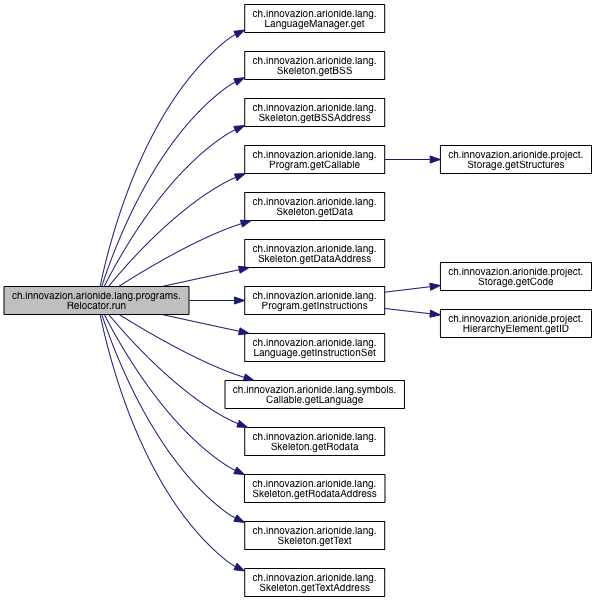 ch.innovazion.arionide.lang.
LanguageManager.get
ch.innovazion.arionide.lang.
Skeleton.getBSS
ch.innovazion.arionide.lang.
Skeleton.getBSSAddress
ch.innovazion.arionide.lang.
Program.getCallable
ch.innovazion.arionide.project.
Storage.getStructures
ch.innovazion.arionide.lang.
Skeleton.getData
ch.innovazion.arionide.lang.
Skeleton.getDataAddress
ch.innovazion.arionide.project.
Storage.getCode
ch.innovazion.arionide.lang.programs.
Relocator.run
ch.innovazion.arionide.lang.
Program.getInstructions
ch.innovazion.arionide.project.
HierarchyElement.getID
ch.innovazion.arionide.lang.
Language.getInstructionSet
ch.innovazion.arionide.lang.symbols.
Callable.getLanguage
ch.innovazion.arionide.lang.
Skeleton.getRodata
ch.innovazion.arionide.lang.
Skeleton.getRodataAddress
ch.innovazion.arionide.lang.
Skeleton.getText
ch.innovazion.arionide.lang.
Skeleton.getTextAddress